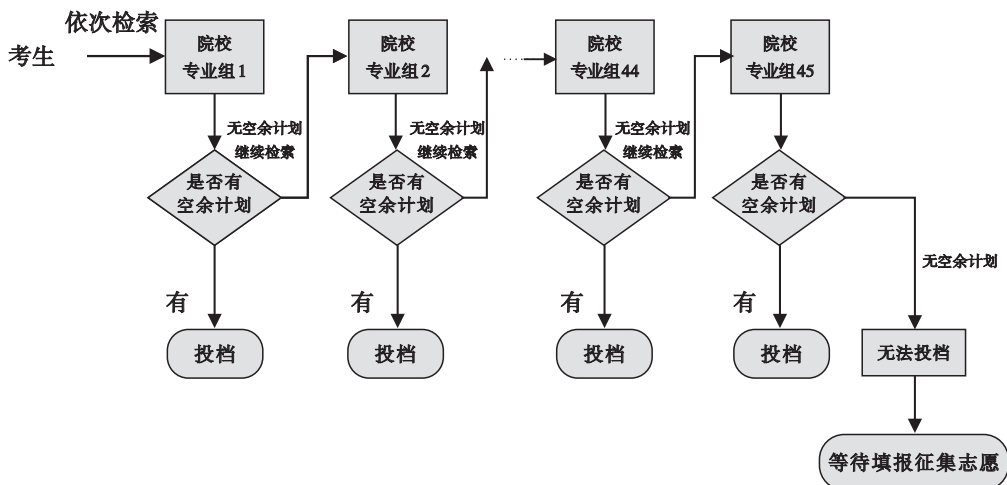 依次检索
考生
院校
专业组1
院校
专业组2
……
院校
专业组44
院校
专业组45
无空余计划
继续检索
无空余计划
继续检索
无空余计划
继续检索
是否有
空余计划
是否有
空余计划
是否有
空余计划
是否有
空余计划
无空余计划
有
有
有
有
投档
投档
投档
投档
无法投档
等待填报征集志愿